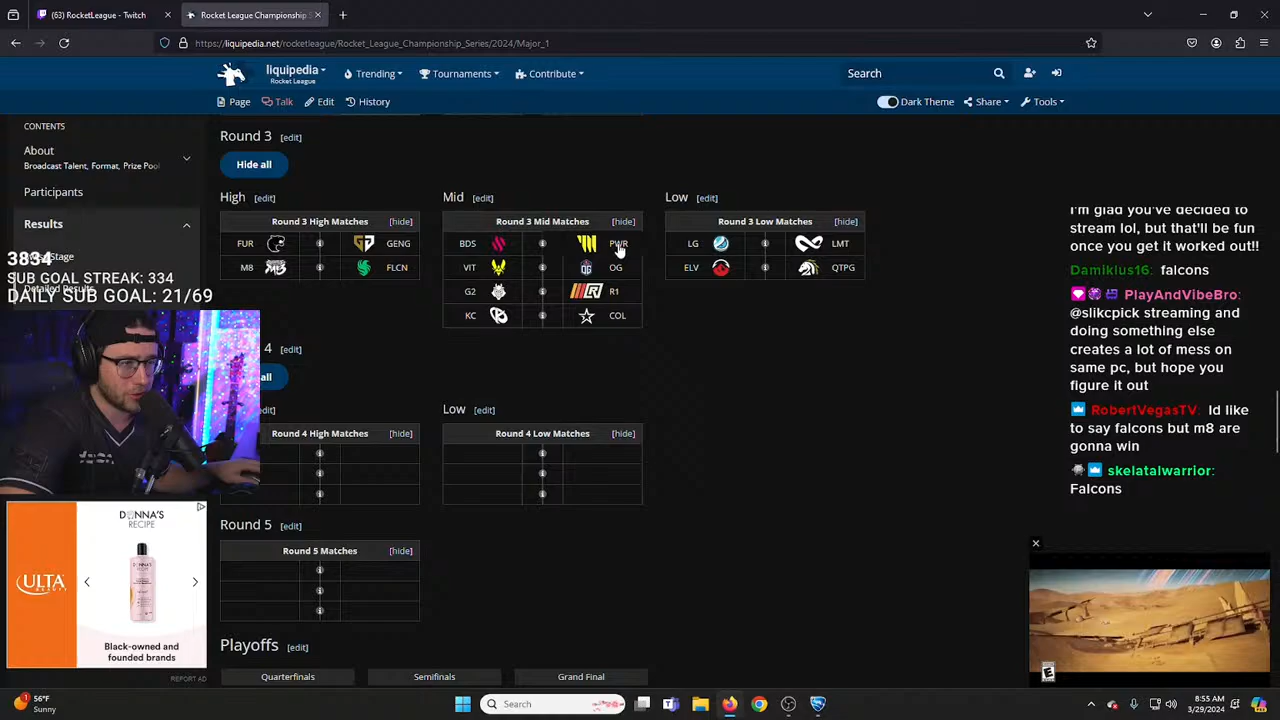 (63) RocketLeague - Twitch
Rocket League Championship S
https://liquipedia.net/rocketleague/Rocket_League_Championship_Series/2024/Major_1
liquipedia
Rocket League
Trending
Tournaments
Contribute
Search
Page
Talk
Edit
History
Dark Theme
Share
Tools
CONTENTS
About
Broadcast Talent, Format, Prize Pool
Participants
Results
3894
SUB GOAL STREAK: 334
DAILY SUB GOAL: 21/69
Round 3 [edit]
Hide all
High [edit]
Round 3 High Matches [hide]
FUR GENG
M8 FLCN
Mid [edit]
Round 3 Mid Matches [hide]
BDS PWR
VIT OG
G2 R1
KC COL
Low [edit]
Round 3 Low Matches [hide]
LG LMT
ELV QTPG
4 [edit]
all
[edit]
Round 4 High Matches [hide]
Low [edit]
Round 4 Low Matches [hide]
Round 5 [edit]
Round 5 Matches [hide]
Playoffs [edit]
Quarterfinals
Semifinals
Grand Final
I'm glad you've decided to
stream lol, but that'll be fun
once you get it worked out!!
Damiklus16: falcons
PlayAndVibeBro:
@slikcpick streaming and
doing something else
creates a lot of mess on
same pc, but hope you
figure it out
RobertVegasTV: Id like
to say falcons but m8 are
gonna win
skelatalwarrior:
Falcons
DONNA'S
RECIPE
ULTA
BEAUTY
Black-owned and
founded brands
REPORT AD
E
56°F
Sunny
Search
8:55 AM
3/29/2024